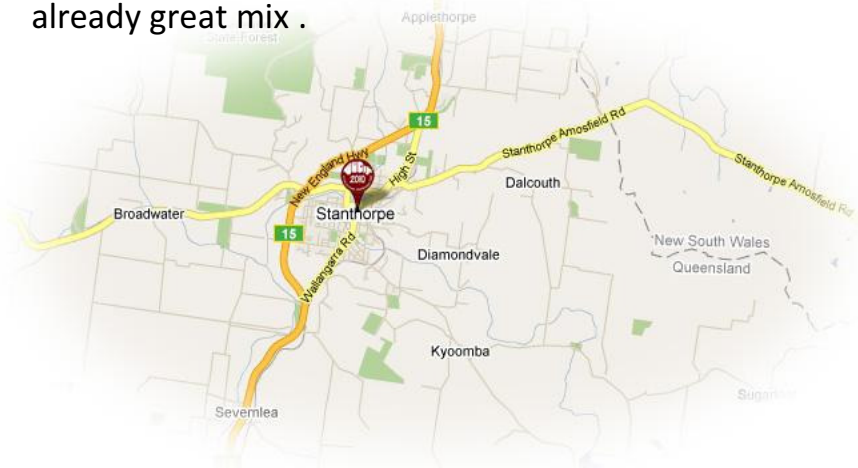 already great mix .
Applethorpe
State Forest
15
Stanthorpe Amosfield Rd
New England Hwy
High St
2010
Stanthorpe Amosfield Rd
Dalcouth
Broadwater
Stanthorpe
15
New South Wales
Queensland
Diamondvale
Wallangarra Rd
Kyoomba
Severnlea